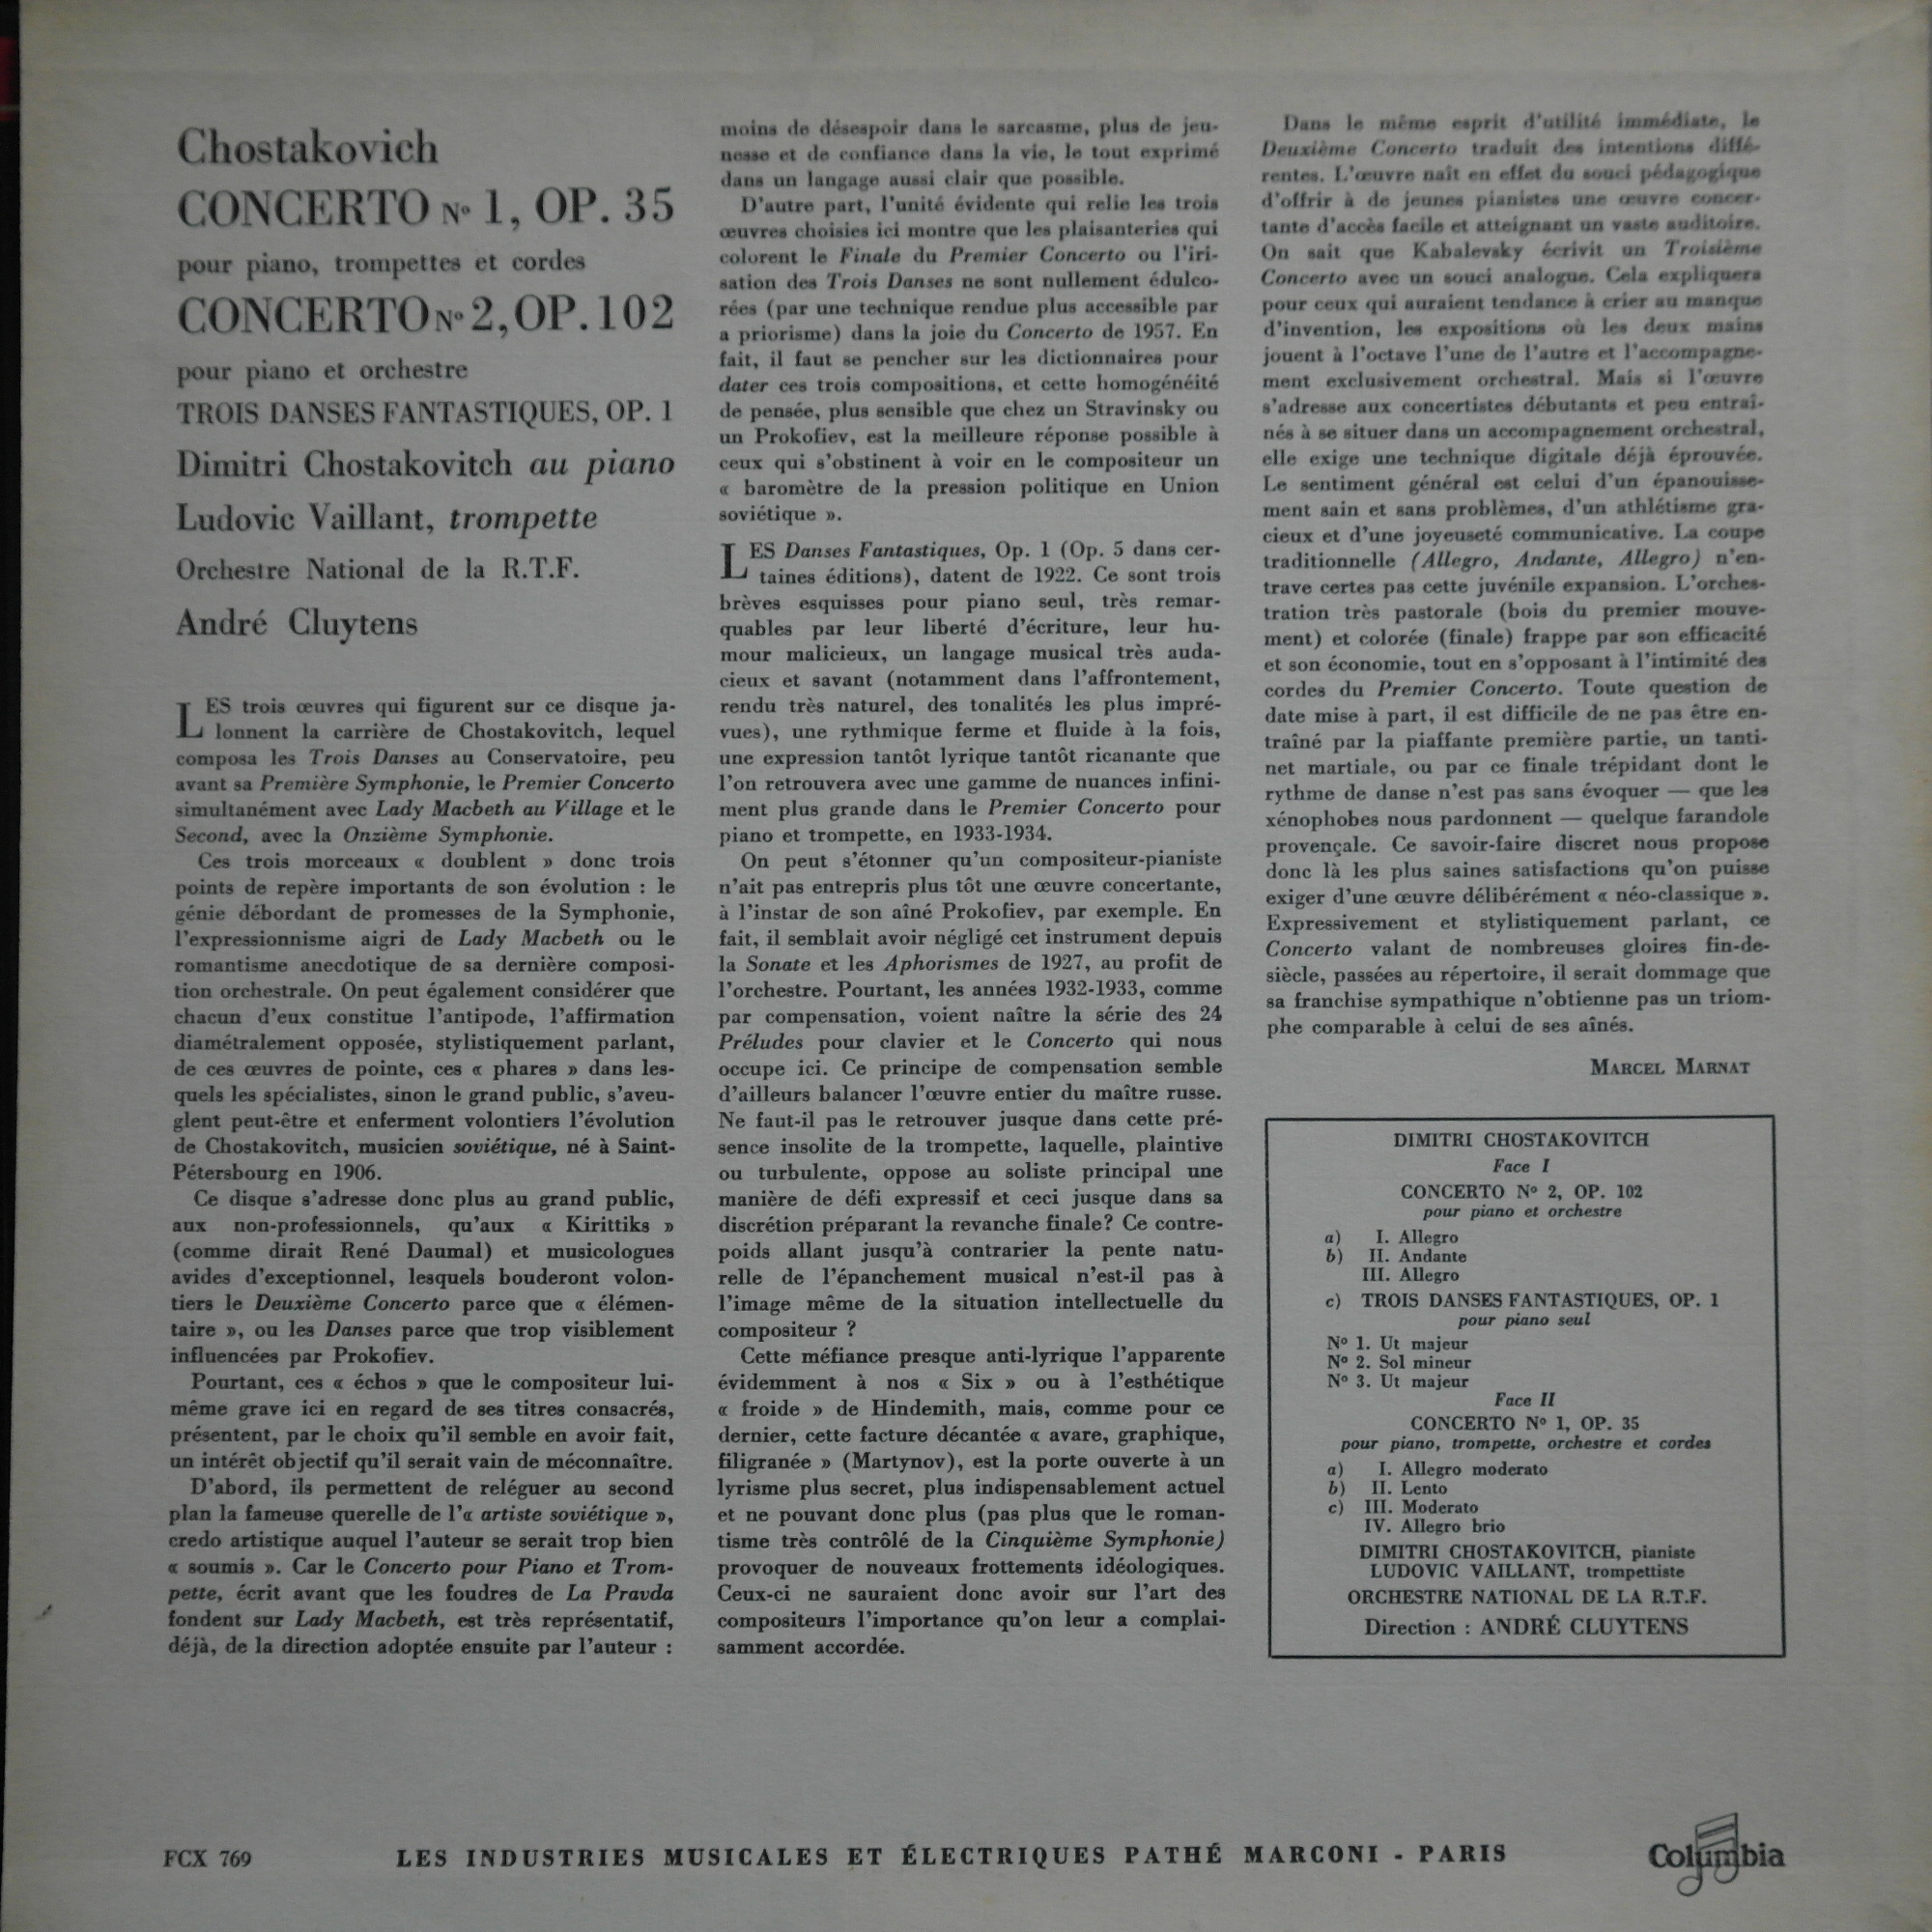 Chostakovich
CONCERTO N° 1, OP. 35
pour piano, trompettes et cordes
CONCERTO N° 2, OP. 102
pour piano et orchestre
TROIS DANSES FANTASTIQUES, OP. 1
Dimitri Chostakovitch au piano
Ludovic Vaillant, trompette
Orchestre National de la R.T.F.
André Cluytens
LES trois œuvres qui figurent sur ce disque ja-
lonnent la carrière de Chostakovitch, lequel
composa les Trois Danses au Conservatoire, peu
avant sa Première Symphonie, le Premier Concerto
simultanément avec Lady Macbeth au Village et le
Second, avec la Onzième Symphonie.
Ces trois morceaux « doublent » donc trois
points de repère importants de son évolution : le
génie débordant de promesses de la Symphonie,
l'expressionnisme aigri de Lady Macbeth ou le
romantisme anecdotique de sa dernière composi-
tion orchestrale. On peut également considérer que
chacun d'eux constitue l'antipode, l'affirmation
diamétralement opposée, stylistiquement parlant,
de ces œuvres de pointe, ces « phares » dans les-
quels les spécialistes, sinon le grand public, s'aveu-
glent peut-être et enferment volontiers l'évolution
de Chostakovitch, musicien soviétique, né à Saint-
Pétersbourg en 1906.
Ce disque s'adresse donc plus au grand public,
aux non-professionnels, qu'aux « Kirittiks »
(comme dirait René Daumal) et musicologues
avides d'exceptionnel, lesquels bouderont volon-
tiers le Deuxième Concerto parce que « élémen-
taire », ou les Danses parce que trop visiblement
influencées par Prokofiev.
Pourtant, ces « échos » que le compositeur lui-
même grave ici en regard de ses titres consacrés,
présentent, par le choix qu'il semble en avoir fait,
un intérêt objectif qu'il serait vain de méconnaître.
D'abord, ils permettent de reléguer au second
plan la fameuse querelle de l'« artiste soviétique »,
credo artistique auquel l'auteur se serait trop bien
« soumis ». Car le Concerto pour Piano et Trom-
pette, écrit avant que les foudres de La Pravda
fondent sur Lady Macbeth, est très représentatif,
déjà, de la direction adoptée ensuite par l'auteur :
moins de désespoir dans le sarcasme, plus de jeu-
nesse et de confiance dans la vie, le tout exprimé
dans un langage aussi clair que possible.
D'autre part, l'unité évidente qui relie les trois
œuvres choisies ici montre que les plaisanteries qui
colorent le Finale du Premier Concerto ou l'iri-
sation des Trois Danses ne sont nullement édulco-
rées (par une technique rendue plus accessible par
a priorisme) dans la joie du Concerto de 1957. En
fait, il faut se pencher sur les dictionnaires pour
dater ces trois compositions, et cette homogénéité
de pensée, plus sensible que chez un Stravinsky ou
un Prokofiev, est la meilleure réponse possible à
ceux qui s'obstinent à voir en le compositeur un
« baromètre de la pression politique en Union
soviétique ».
LES Danses Fantastiques, Op. 1 (Op. 5 dans cer-
taines éditions), datent de 1922. Ce sont trois
brèves esquisses pour piano seul, très remar-
quables par leur liberté d'écriture, leur hu-
mour malicieux, un langage musical très auda-
cieux et savant (notamment dans l'affrontement,
rendu très naturel, des tonalités les plus impré-
vues), une rythmique ferme et fluide à la fois,
une expression tantôt lyrique tantôt ricanante que
l'on retrouvera avec une gamme de nuances infini-
ment plus grande dans le Premier Concerto pour
piano et trompette, en 1933-1934.
On peut s'étonner qu'un compositeur-pianiste
n'ait pas entrepris plus tôt une œuvre concertante,
à l'instar de son aîné Prokofiev, par exemple. En
fait, il semblait avoir négligé cet instrument depuis
la Sonate et les Aphorismes de 1927, au profit de
l'orchestre. Pourtant, les années 1932-1933, comme
par compensation, voient naître la série des 24
Préludes pour clavier et le Concerto qui nous
occupe ici. Ce principe de compensation semble
d'ailleurs balancer l'œuvre entier du maître russe.
Ne faut-il pas le retrouver jusque dans cette pré-
sence insolite de la trompette, laquelle, plaintive
ou turbulente, oppose au soliste principal une
manière de défi expressif et ceci jusque dans sa
discrétion préparant la revanche finale? Ce contre-
poids allant jusqu'à contrarier la pente natu-
relle de l'épanchement musical n'est-il pas à
l'image même de la situation intellectuelle du
compositeur ?
Cette méfiance presque anti-lyrique l'apparente
évidemment à nos « Six » ou à l'esthétique
« froide » de Hindemith, mais, comme pour ce
dernier, cette facture décantée « avare, graphique,
filigranée » (Martynov), est la porte ouverte à un
lyrisme plus secret, plus indispensablement actuel
et ne pouvant donc plus (pas plus que le roman-
tisme très contrôlé de la Cinquième Symphonie)
provoquer de nouveaux frottements idéologiques.
Ceux-ci ne sauraient donc avoir sur l'art des
compositeurs l'importance qu'on leur a complai-
samment accordée.
Dans le même esprit d'utilité immédiate, le
Deuxième Concerto traduit des intentions diffé-
rentes. L'œuvre naît en effet du souci pédagogique
d'offrir à de jeunes pianistes une œuvre concer-
tante d'accès facile et atteignant un vaste auditoire.
On sait que Kabalevsky écrivit un Troisième
Concerto avec un souci analogue. Cela expliquera
pour ceux qui auraient tendance à crier au manque
d'invention, les expositions où les deux mains
jouent à l'octave l'une de l'autre et l'accompagne-
ment exclusivement orchestral. Mais si l'œuvre
s'adresse aux concertistes débutants et peu entraî-
nés à se situer dans un accompagnement orchestral,
elle exige une technique digitale déjà éprouvée.
Le sentiment général est celui d'un épanouisse-
ment sain et sans problèmes, d'un athlétisme gra-
cieux et d'une joyeuseté communicative. La coupe
traditionnelle (Allegro, Andante, Allegro) n'en-
trave certes pas cette juvénile expansion. L'orches-
tration très pastorale (bois du premier mouve-
ment) et colorée (finale) frappe par son efficacité
et son économie, tout en s'opposant à l'intimité des
cordes du Premier Concerto. Toute question de
date mise à part, il est difficile de ne pas être en-
traîné par la piaffante première partie, un tanti-
net martiale, ou par ce finale trépidant dont le
rythme de danse n'est pas sans évoquer — que les
xénophobes nous pardonnent — quelque farandole
provençale. Ce savoir-faire discret nous propose
donc là les plus saines satisfactions qu'on puisse
exiger d'une œuvre délibérément « néo-classique ».
Expressivement et stylistiquement parlant, ce
Concerto valant de nombreuses gloires fin-de-
siècle, passées au répertoire, il serait dommage que
sa franchise sympathique n'obtienne pas un triom-
phe comparable à celui de ses aînés.
MARCEL MARNAT
DIMITRI CHOSTAKOVITCH
Face I
CONCERTO N° 2, OP. 102
pour piano et orchestre
a) I. Allegro
b) II. Andante
III. Allegro
c) TROIS DANSES FANTASTIQUES, OP. 1
pour piano seul
N° 1. Ut majeur
N° 2. Sol mineur
N° 3. Ut majeur
Face II
CONCERTO N° 1, OP. 35
pour piano, trompette, orchestre et cordes
a) I. Allegro moderato
b) II. Lento
c) III. Moderato
IV. Allegro brio
DIMITRI CHOSTAKOVITCH, pianiste
LUDOVIC VAILLANT, trompettiste
ORCHESTRE NATIONAL DE LA R.T.F.
Direction : ANDRÉ CLUYTENS
FCX 769
LES INDUSTRIES MUSICALES ET ÉLECTRIQUES PATHÉ MARCONI - PARIS
Columbia